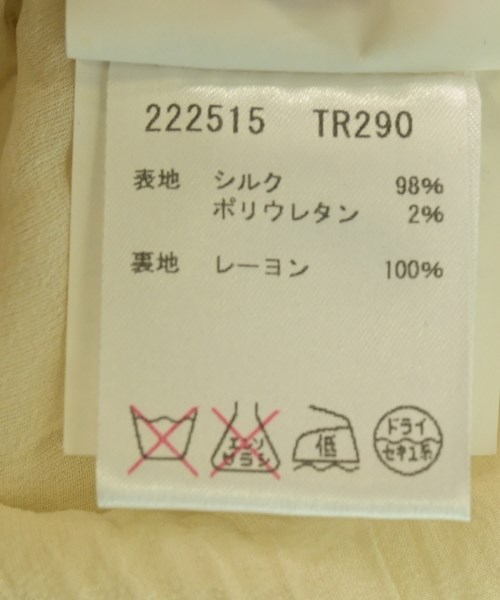 222515 TR290
表地 シルク 98%
ポリウレタン 2%
裏地 レーヨン 100%
エンソ
サラシ
低
ドライ
セキユ系